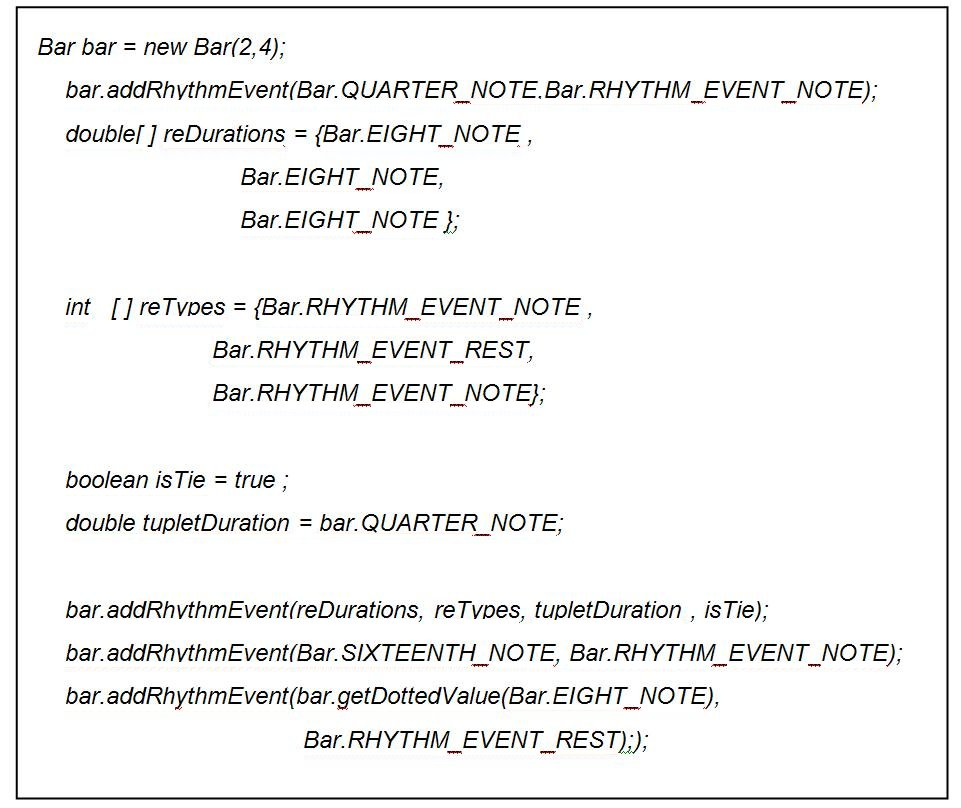 Bar bar = new Bar(2,4);
bar.addRhythmEvent(Bar.QUARTER_NOTE,Bar.RHYTHM_EVENT_NOTE);
double[ ] reDurations = {Bar.EIGHT_NOTE ,
Bar.EIGHT_NOTE,
Bar.EIGHT_NOTE };
int [ ] reTypes = {Bar.RHYTHM_EVENT_NOTE ,
Bar.RHYTHM_EVENT_REST,
Bar.RHYTHM_EVENT_NOTE};
boolean isTie = true ;
double tupletDuration = bar.QUARTER_NOTE;
bar.addRhythmEvent(reDurations, reTypes, tupletDuration , isTie);
bar.addRhythmEvent(Bar.SIXTEENTH_NOTE, Bar.RHYTHM_EVENT_NOTE);
bar.addRhythmEvent(bar.getDottedValue(Bar.EIGHT_NOTE),
Bar.RHYTHM_EVENT_REST););